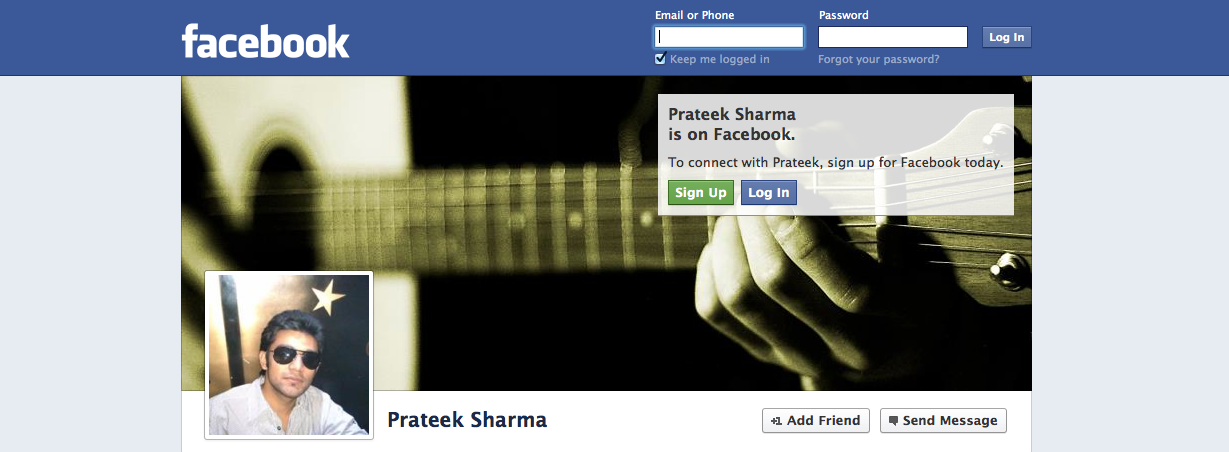 facebook
Email or Phone
Password
Log In
Keep me logged in
Forgot your password?
Prateek Sharma
is on Facebook.
To connect with Prateek, sign up for Facebook today.
Sign Up
Log In
Prateek Sharma
+1 Add Friend
Send Message